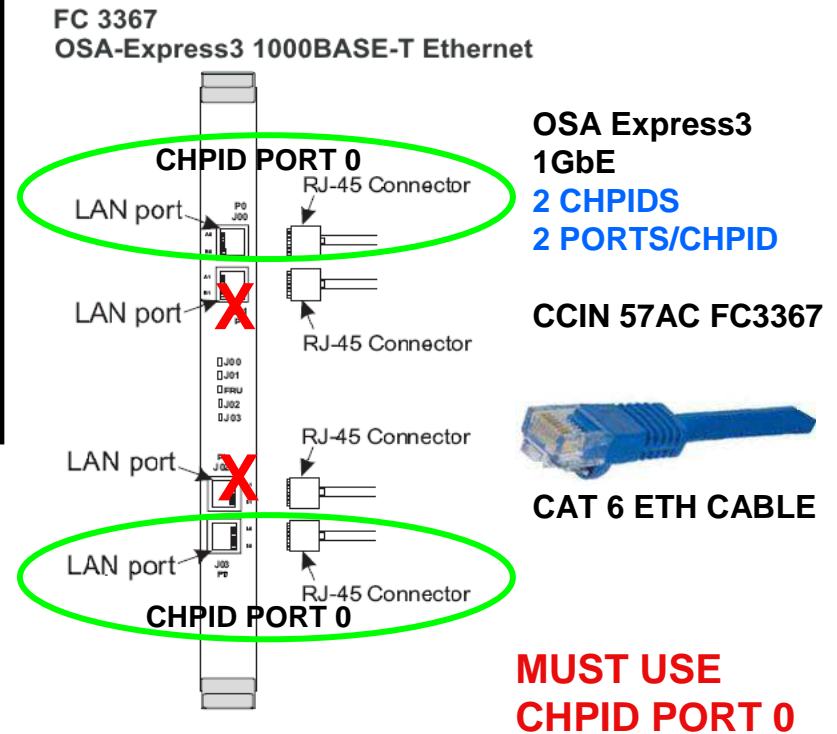 FC 3367
OSA-Express3 1000BASE-T Ethernet
CHPID PORT 0
RJ-45 Connector
LAN port
P0
J00
LAN port
X
RJ-45 Connector
J00
J01
FRU
J02
J03
RJ-45 Connector
LAN port
X
LAN port
J03
RJ-45 Connector
CHPID PORT 0
OSA Express3
1GbE
2 CHPIDS
2 PORTS/CHPID
CCIN 57AC FC3367
CAT 6 ETH CABLE
MUST USE
CHPID PORT 0